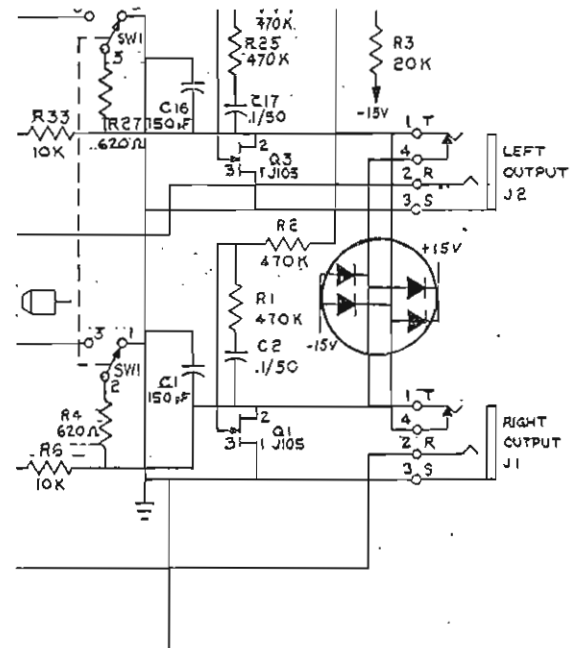 470K
R25
470K
R3
20K
SW1
3
C16
150pF
C17
.1/50
-15V
1 T
4
2 R
3 S
LEFT
OUTPUT
J2
R33
10K
R27
620Ω
2
3
1
Q3
J105
R2
470K
+15V
R1
470K
-15V
C2
.1/50
3
1
SW1
2
C1
150pF
R4
620Ω
R6
10K
2
3
1
Q1
J105
1 T
4
2 R
3 S
RIGHT
OUTPUT
J1